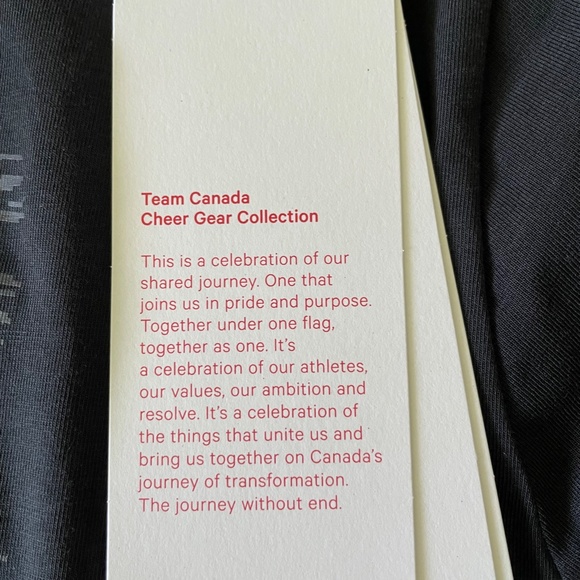 Team Canada
Cheer Gear Collection
This is a celebration of our
shared journey. One that
joins us in pride and purpose.
Together under one flag,
together as one. It's
a celebration of our athletes,
our values, our ambition and
resolve. It's a celebration of
the things that unite us and
bring us together on Canada's
journey of transformation.
The journey without end.